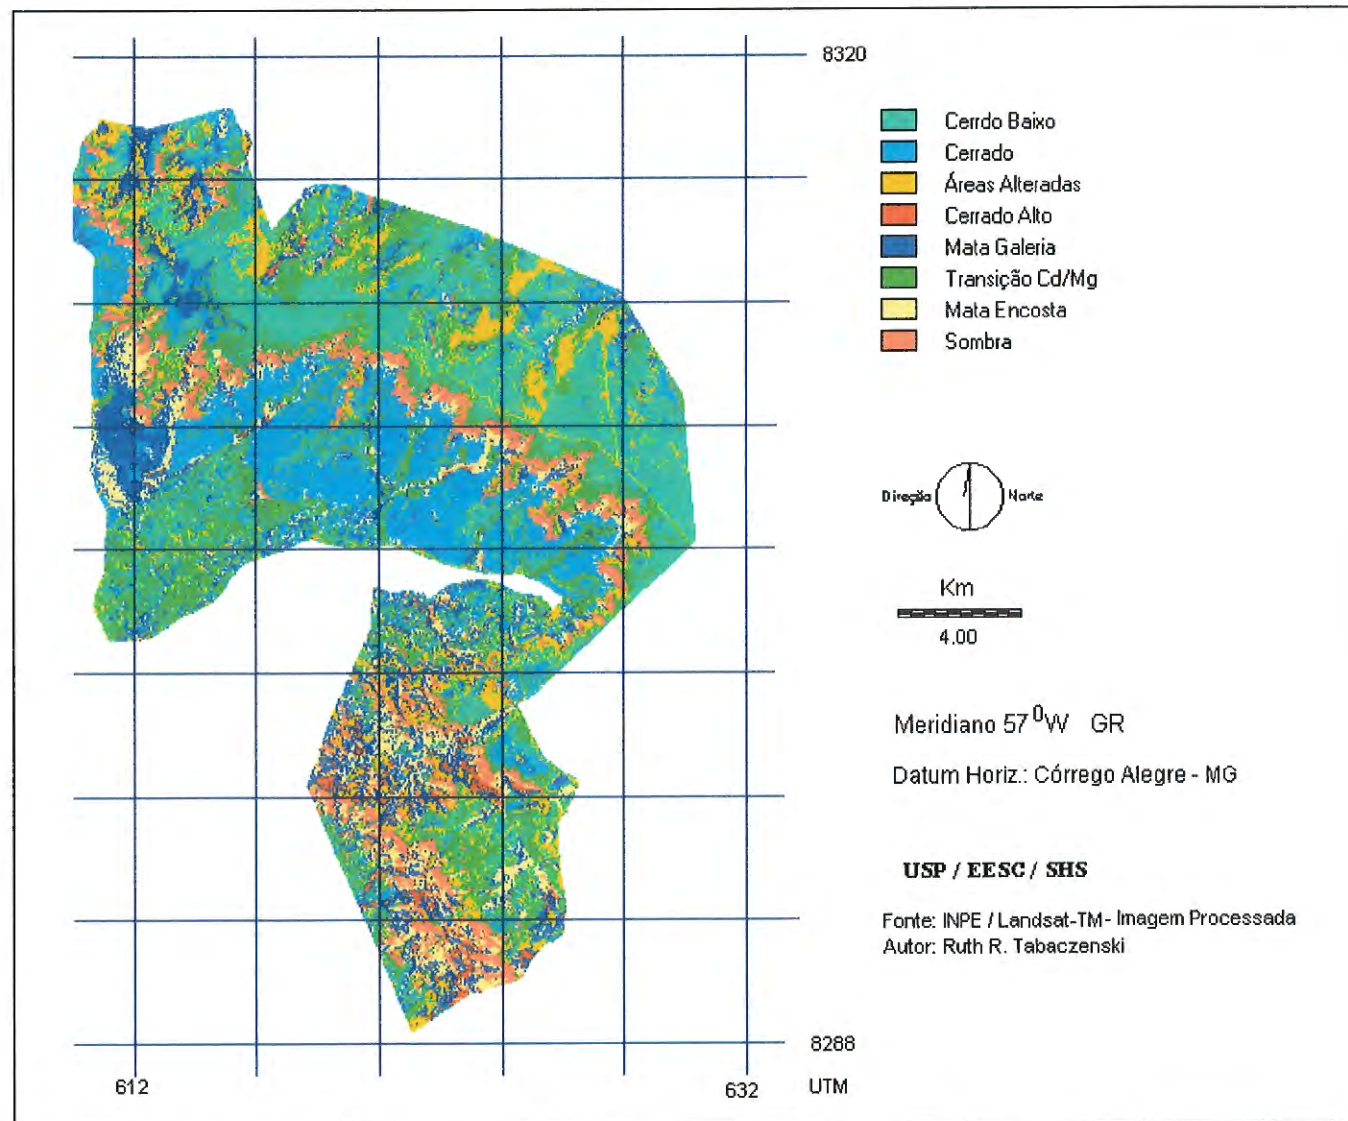 8320
Cerrdo Baixo
Cerrado
Áreas Alteradas
Cerrado Alto
Mata Galeria
Transição Cd/Mg
Mata Encosta
Sombra
Direção Norte
Km
4.00
Meridiano 57⁰W GR
Datum Horiz.: Córrego Alegre - MG
USP / EESC / SHS
Fonte: INPE / Landsat-TM - Imagem Processada
Autor: Ruth R. Tabaczenski
8288
612 632 UTM